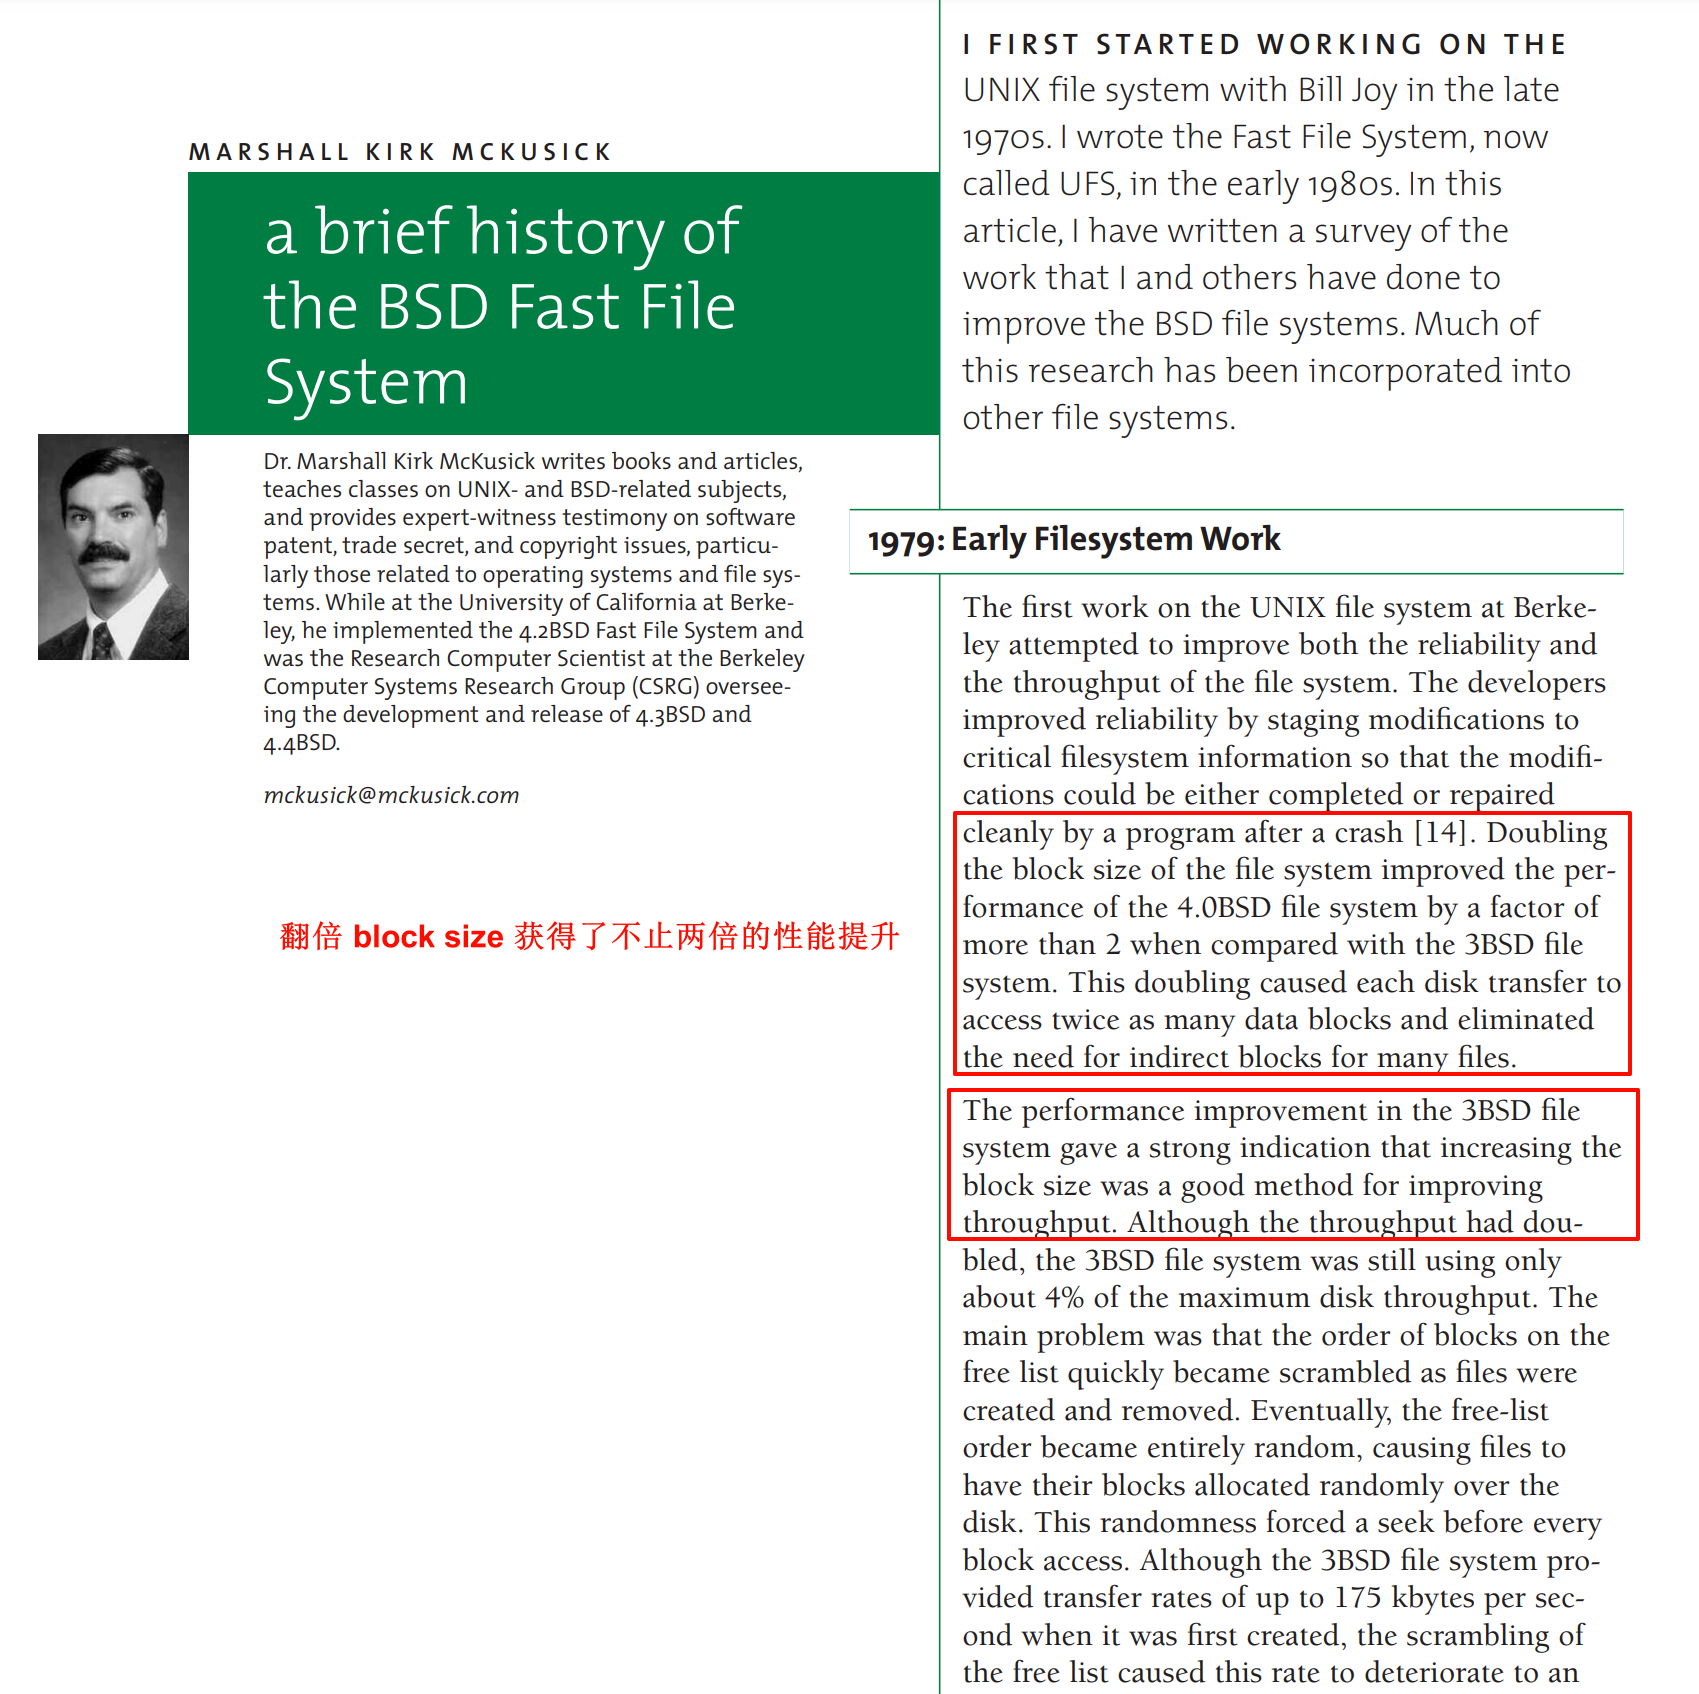 MARSHALL KIRK MCKUSICK
a brief history of
the BSD Fast File
System
Dr. Marshall Kirk McKusick writes books and articles,
teaches classes on UNIX- and BSD-related subjects,
and provides expert-witness testimony on software
patent, trade secret, and copyright issues, particu-
larly those related to operating systems and file sys-
tems. While at the University of California at Berke-
ley, he implemented the 4.2BSD Fast File System and
was the Research Computer Scientist at the Berkeley
Computer Systems Research Group (CSRG) oversee-
ing the development and release of 4.3BSD and
4.4BSD.
mckusick@mckusick.com
翻倍 block size 获得了不止两倍的性能提升
I FIRST STARTED WORKING ON THE
UNIX file system with Bill Joy in the late
1970s. I wrote the Fast File System, now
called UFS, in the early 1980s. In this
article, I have written a survey of the
work that I and others have done to
improve the BSD file systems. Much of
this research has been incorporated into
other file systems.
1979: Early Filesystem Work
The first work on the UNIX file system at Berke-
ley attempted to improve both the reliability and
the throughput of the file system. The developers
improved reliability by staging modifications to
critical filesystem information so that the modifi-
cations could be either completed or repaired
cleanly by a program after a crash [14]. Doubling
the block size of the file system improved the per-
formance of the 4.0BSD file system by a factor of
more than 2 when compared with the 3BSD file
system. This doubling caused each disk transfer to
access twice as many data blocks and eliminated
the need for indirect blocks for many files.
The performance improvement in the 3BSD file
system gave a strong indication that increasing the
block size was a good method for improving
throughput. Although the throughput had dou-
bled, the 3BSD file system was still using only
about 4% of the maximum disk throughput. The
main problem was that the order of blocks on the
free list quickly became scrambled as files were
created and removed. Eventually, the free-list
order became entirely random, causing files to
have their blocks allocated randomly over the
disk. This randomness forced a seek before every
block access. Although the 3BSD file system pro-
vided transfer rates of up to 175 kbytes per sec-
ond when it was first created, the scrambling of
the free list caused this rate to deteriorate to an